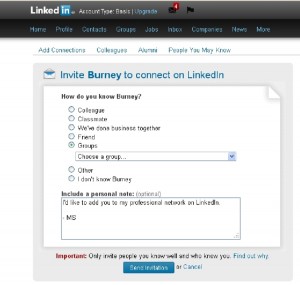 Linked in Account Type: Basic | Upgrade
Home Profile Contacts Groups Jobs Inbox Companies News More
Add Connections Colleagues Alumni People You May Know
Invite Burney to connect on LinkedIn
How do you know Burney?
Colleague
Classmate
We've done business together
Friend
Groups
Choose a group...
Other
I don't know Burney
Include a personal note: (optional)
I'd like to add you to my professional network on LinkedIn.
- MS
Important: Only invite people you know well and who know you. Find out why.
Send Invitation or Cancel